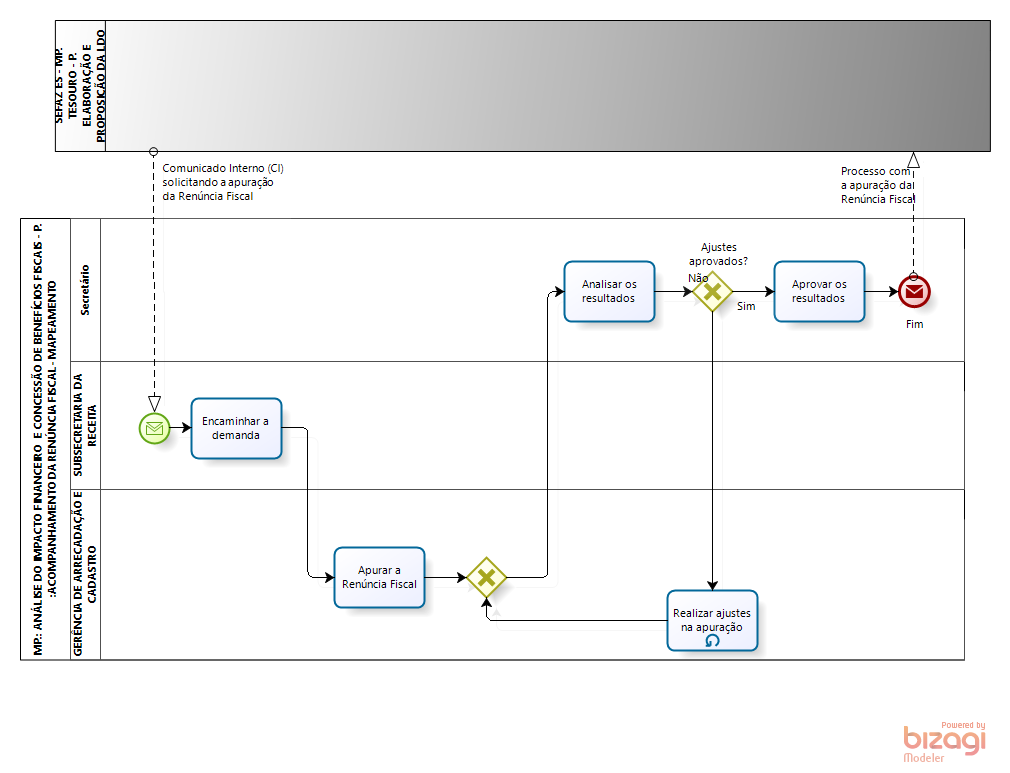 SEFAZ ES - MP.
TESOURO - P.
ELABORAÇÃO E
PROPOSICÃO DA LDO
Comunicado Interno (CI)
solicitando a apuração
da Renúncia Fiscal
Processo com
a apuração da
Renúncia Fiscal
MP.: ANÁLISE DO IMPACTO FINANCEIRO E CONCESSÃO DE BENEFÍCIOS FISCAIS - P.
:ACOMPANHAMENTO DA RENÚNCIA FISCAL - MAPEAMENTO
Secretário
Analisar os
resultados
Ajustes
aprovados?
Não
Sim
Aprovar os
resultados
Fim
SUBSECRETARIA DA
RECEITA
Encaminhar a
demanda
GERÊNCIA DE ARRECADAÇÃO E
CADASTRO
Apurar a
Renúncia Fiscal
Realizar ajustes
na apuração
Powered by
bizagi
Modeler